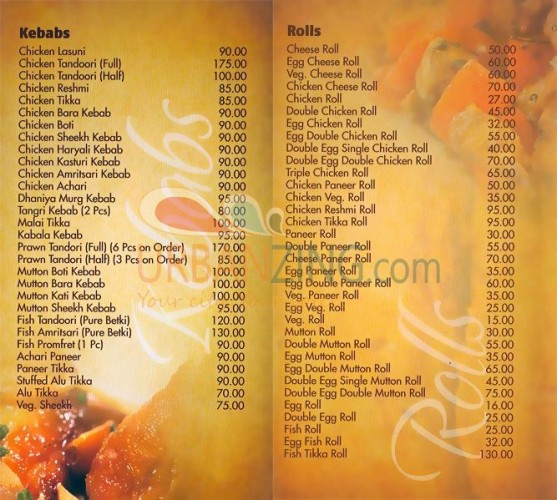 Kebabs
Chicken Lasuni 90.00
Chicken Tandoori (Full) 175.00
Chicken Tandoori (Half) 100.00
Chicken Reshmi 85.00
Chicken Tikka 85.00
Chicken Bara Kebab 90.00
Chicken Boti 90.00
Chicken Sheekh Kebab 90.00
Chicken Haryali Kebab 90.00
Chicken Kasturi Kebab 90.00
Chicken Amritsari Kebab 90.00
Chicken Achari 90.00
Dhaniya Murg Kebab 95.00
Tangri Kebab (2 Pcs) 80.00
Malai Tikka 100.00
Kabala Kebab 95.00
Prawn Tandori (Full) (6 Pcs on Order) 170.00
Prawn Tandori (Half) (3 Pcs on Order) 85.00
Mutton Boti Kebab 100.00
Mutton Bara Kebab 100.00
Mutton Kati Kebab 100.00
Mutton Sheekh Kebab 95.00
Fish Tandoori (Pure Betki) 120.00
Fish Amritsari (Pure Betki) 130.00
Fish Promfret (1 Pc) 90.00
Achari Paneer 90.00
Paneer Tikka 90.00
Stuffed Alu Tikka 90.00
Alu Tikka 70.00
Veg. Sheekh 75.00
Kebabs
Rolls
Cheese Roll 50.00
Egg Cheese Roll 60.00
Veg. Cheese Roll 60.00
Chicken Cheese Roll 70.00
Chicken Roll 27.00
Double Chicken Roll 45.00
Egg Chicken Roll 32.00
Egg Double Chicken Roll 55.00
Double Egg Single Chicken Roll 40.00
Double Egg Double Chicken Roll 70.00
Triple Chicken Roll 65.00
Chicken Paneer Roll 50.00
Chicken Veg. Roll 35.00
Chicken Reshmi Roll 95.00
Chicken Tikka Roll 95.00
Paneer Roll 30.00
Double Paneer Roll 55.00
Cheese Paneer Roll 70.00
Egg Paneer Roll 35.00
Egg Double Paneer Roll 60.00
Veg. Paneer Roll 35.00
Egg Veg. Roll 25.00
Veg. Roll 15.00
Mutton Roll 30.00
Double Mutton Roll 55.00
Egg Mutton Roll 35.00
Egg Double Mutton Roll 65.00
Double Egg Single Mutton Roll 45.00
Double Egg Double Mutton Roll 75.00
Egg Roll 16.00
Double Egg Roll 25.00
Fish Roll 25.00
Egg Fish Roll 32.00
Fish Tikka Roll 130.00
Rolls
URBANZING.com
Your ci